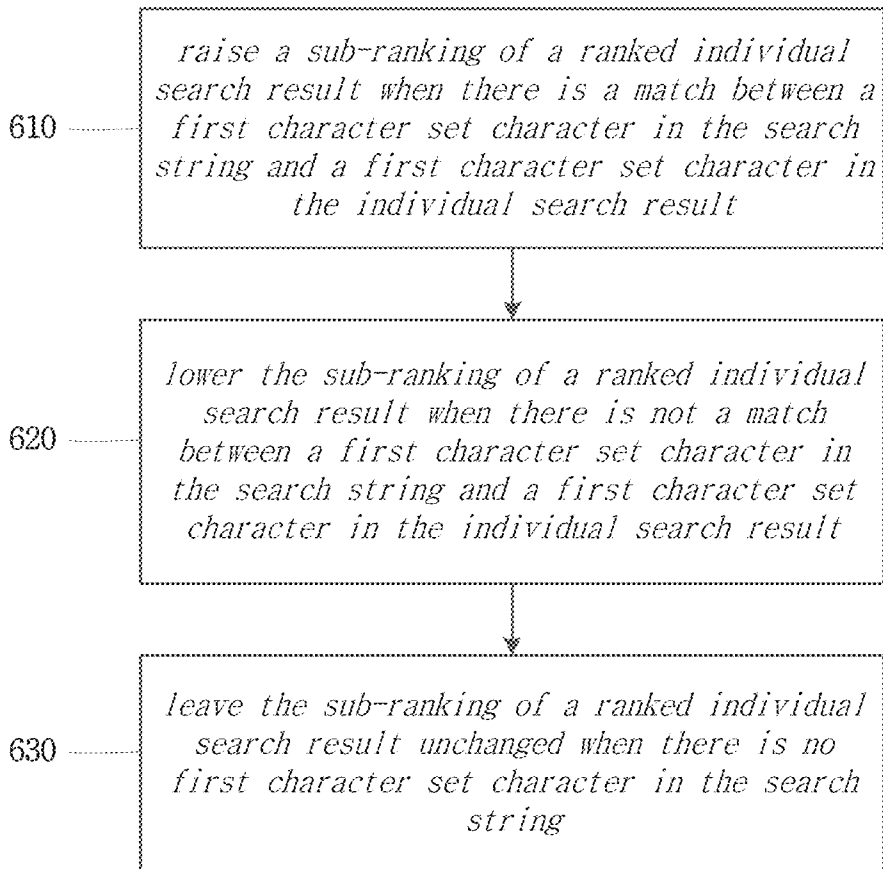 raise a sub-ranking of a ranked individual
search result when there is a match between a
610
first character set character in the search
string and a first character set character in
the individual search result
lower the sub-ranking of a ranked individual
search result when there is not a match
620
between a first character set character in
the search string and a first character set
character in the individual search result
leave the sub-ranking of a ranked individual
630
search result unchanged when there is no
first character set character in the search
string